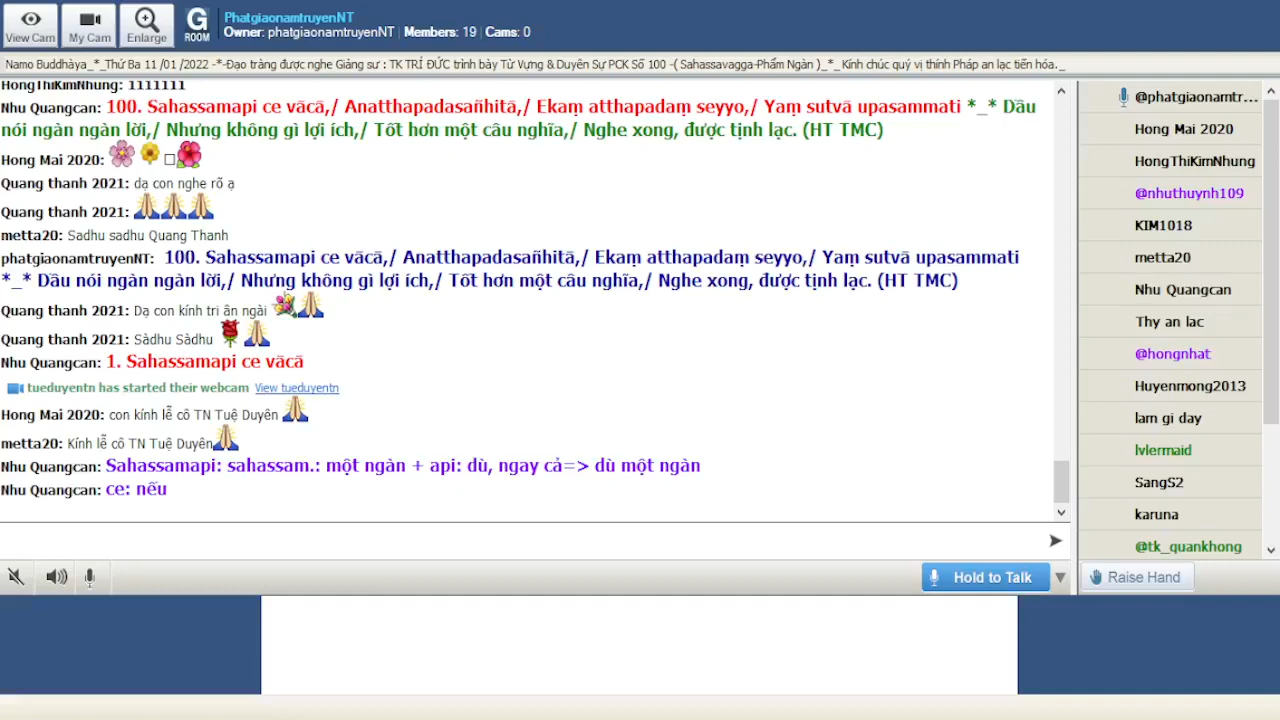 View Cam
My Cam
Enlarge
G
ROOM
PhatgiaonamtruyenNT
Owner: phatgiaonamtruyenNT | Members: 19 | Cams: 0
Namo Buddhàya_*_Thứ Ba 11 /01 /2022 -*-Đạo tràng được nghe Giảng sư : TK TRÍ ĐỨC trình bày Từ Vựng & Duyên Sự PCK Số 100 -( Sahassavagga-Phẩm Ngàn )_*_ Kính chúc quý vị thính Pháp an lạc tiến hóa._
HongThiKimNhung: 1111111
Nhu Quangcan: 100. Sahassamapi ce vācā,/ Anatthapadasañhitā,/ Ekaṃ atthapadaṃ seyyo,/ Yaṃ sutvā upasammati *_* Dầu
nói ngàn ngàn lời,/ Nhưng không gì lợi ích,/ Tốt hơn một câu nghĩa,/ Nghe xong, được tịnh lạc. (HT TMC)
Hong Mai 2020:
Quang thanh 2021: dạ con nghe rõ ạ
Quang thanh 2021:
metta20: Sadhu sadhu Quang Thanh
phatgiaonamtruyenNT: 100. Sahassamapi ce vācā,/ Anatthapadasañhitā,/ Ekaṃ atthapadaṃ seyyo,/ Yaṃ sutvā upasammati
*_* Dầu nói ngàn ngàn lời,/ Nhưng không gì lợi ích,/ Tốt hơn một câu nghĩa,/ Nghe xong, được tịnh lạc. (HT TMC)
Quang thanh 2021: Dạ con kính tri ân ngài
Quang thanh 2021: Sàdhu Sàdhu
Nhu Quangcan: 1. Sahassamapi ce vācā
tueduyentn has started their webcam View tueduyentn
Hong Mai 2020: con kính lễ cô TN Tuệ Duyên
metta20: Kính lễ cô TN Tuệ Duyên
Nhu Quangcan: Sahassamapi: sahassam.: một ngàn + api: dù, ngay cả=> dù một ngàn
Nhu Quangcan: ce: nếu
@phatgiaonamtr...
Hong Mai 2020
HongThiKimNhung
@nhuthuynh109
KIM1018
metta20
Nhu Quangcan
Thy an lac
@hongnhat
Huyenmong2013
lam gi day
lvlermaid
SangS2
karuna
@tk_quankhong
Hold to Talk
Raise Hand